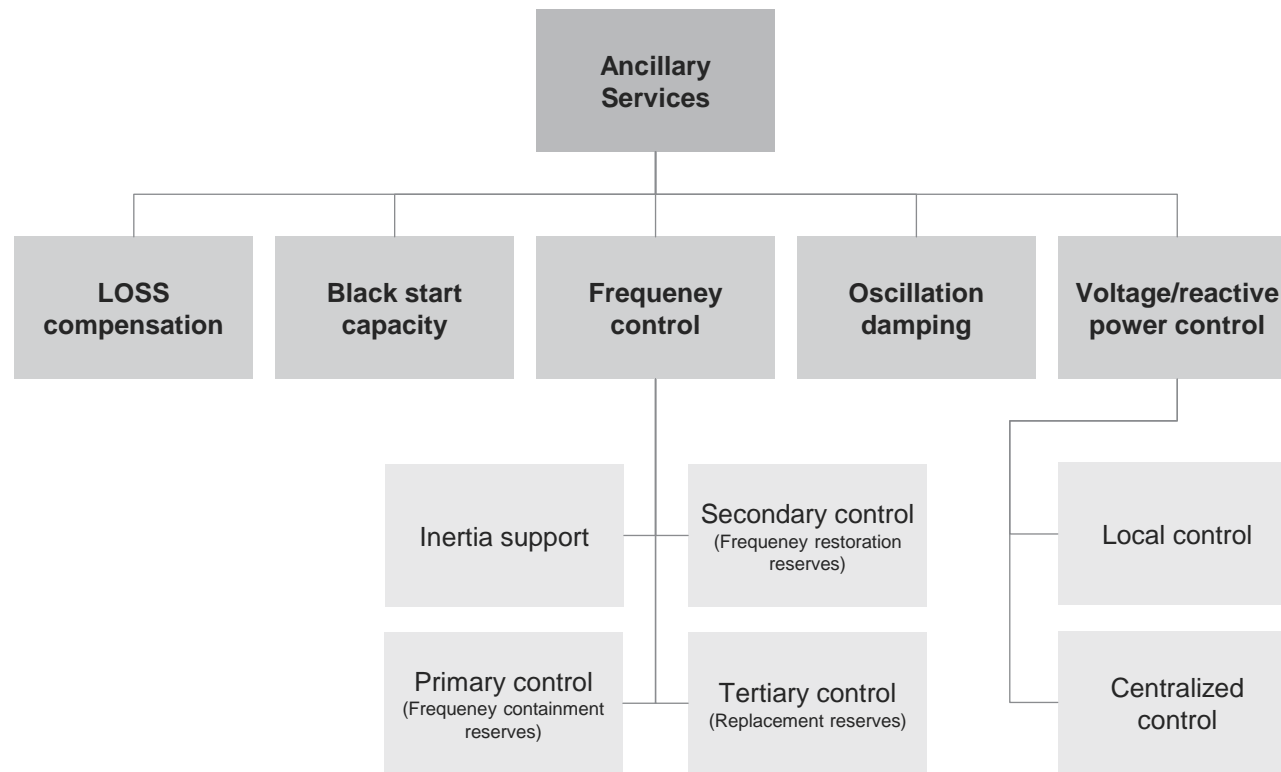 Ancillary
Services
LOSS
compensation
Black start
capacity
Frequeney
control
Oscillation
damping
Voltage/reactive
power control
Inertia support
Secondary control
(Frequeney restoration
reserves)
Local control
Primary control
(Frequeney containment
reserves)
Tertiary control
(Replacement reserves)
Centralized
control